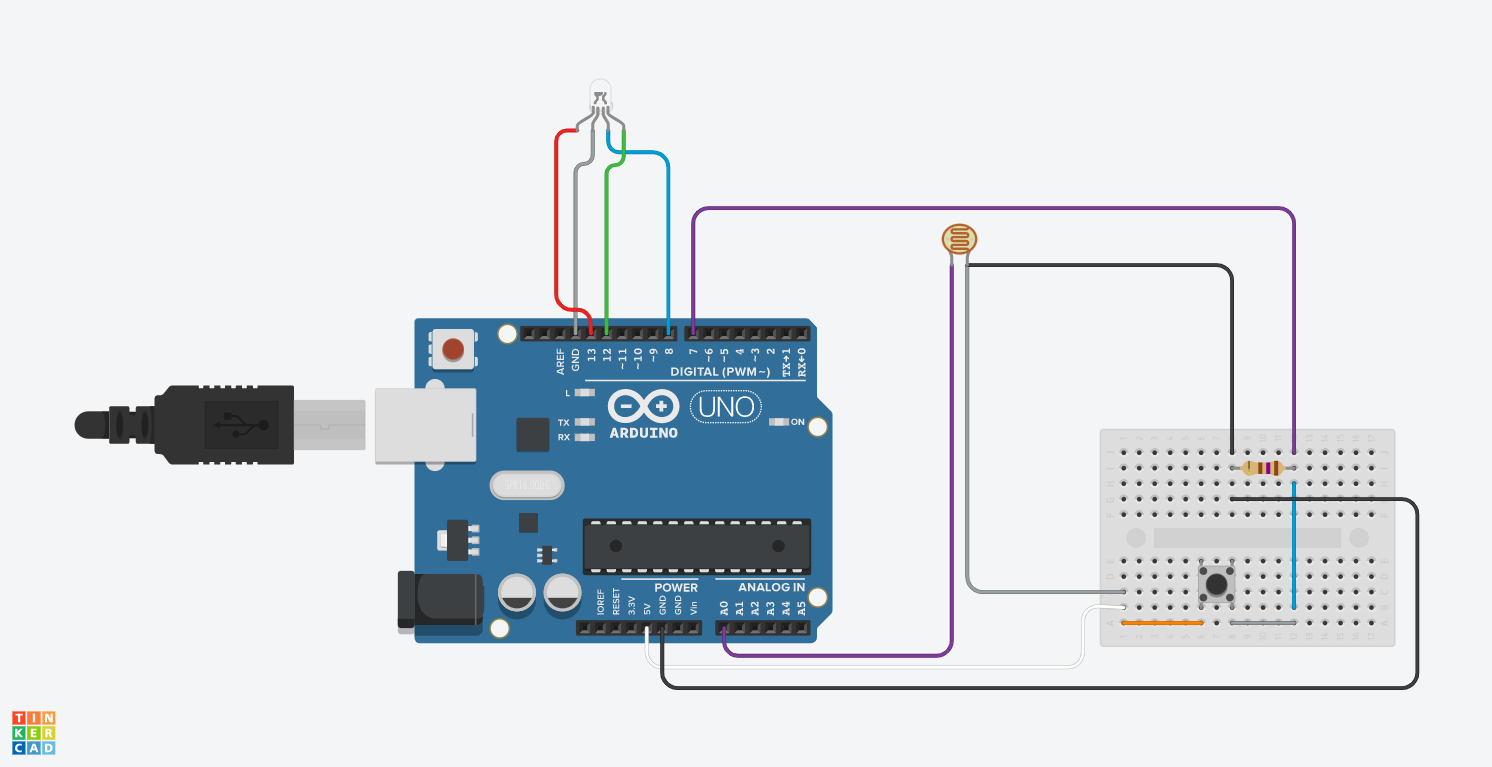 AREF
GND
13
12
~11
~10
~9
8
7
~6
~5
4
~3
2
TX→1
RX←0
DIGITAL (PWM~)
L
TX
RX
ARDUINO
UNO
ON
IOREF
RESET
3.3V
5V
GND
GND
Vin
POWER
ANALOG IN
A0
A1
A2
A3
A4
A5
TIN
KER
CAD